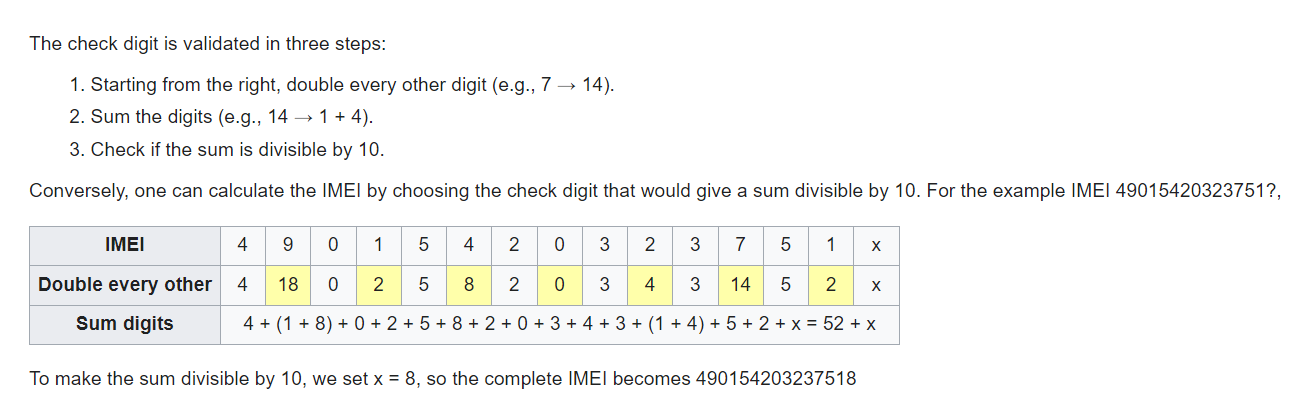 The check digit is validated in three steps:
1. Starting from the right, double every other digit (e.g., 7 → 14).
2. Sum the digits (e.g., 14 → 1 + 4).
3. Check if the sum is divisible by 10.
Conversely, one can calculate the IMEI by choosing the check digit that would give a sum divisible by 10. For the example IMEI 49015420323751?,
IMEI 4 9 0 1 5 4 2 0 3 2 3 7 5 1 x
Double every other 4 18 0 2 5 8 2 0 3 4 3 14 5 2 x
Sum digits 4 + (1 + 8) + 0 + 2 + 5 + 8 + 2 + 0 + 3 + 4 + 3 + (1 + 4) + 5 + 2 + x = 52 + x
To make the sum divisible by 10, we set x = 8, so the complete IMEI becomes 490154203237518